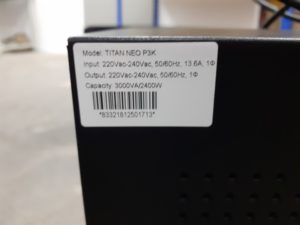 Model: TITAN NEO P3K
Input: 220Vac-240Vac, 50/60Hz, 13.6A, 1Φ
Output: 220Vac-240Vac, 50/60Hz, 1Φ
Capacity: 3000VA/2400W
*83321812501713*